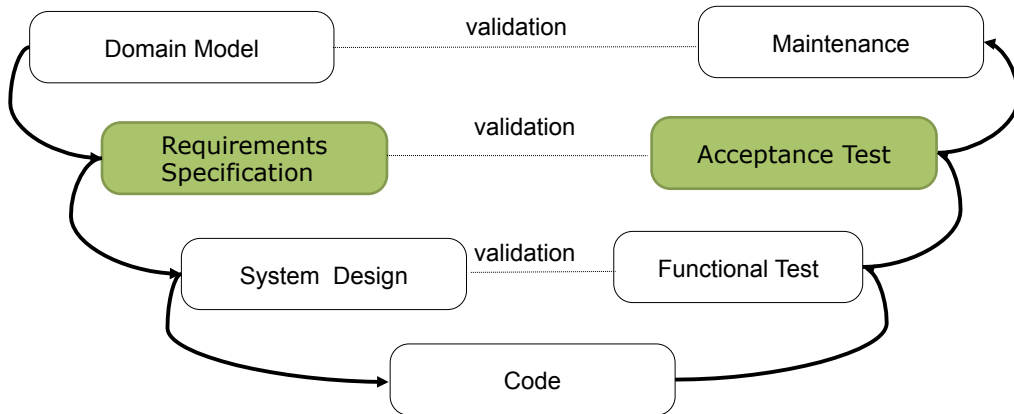 Domain Model
validation
Maintenance
Requirements
Specification
validation
Acceptance Test
System Design
validation
Functional Test
Code